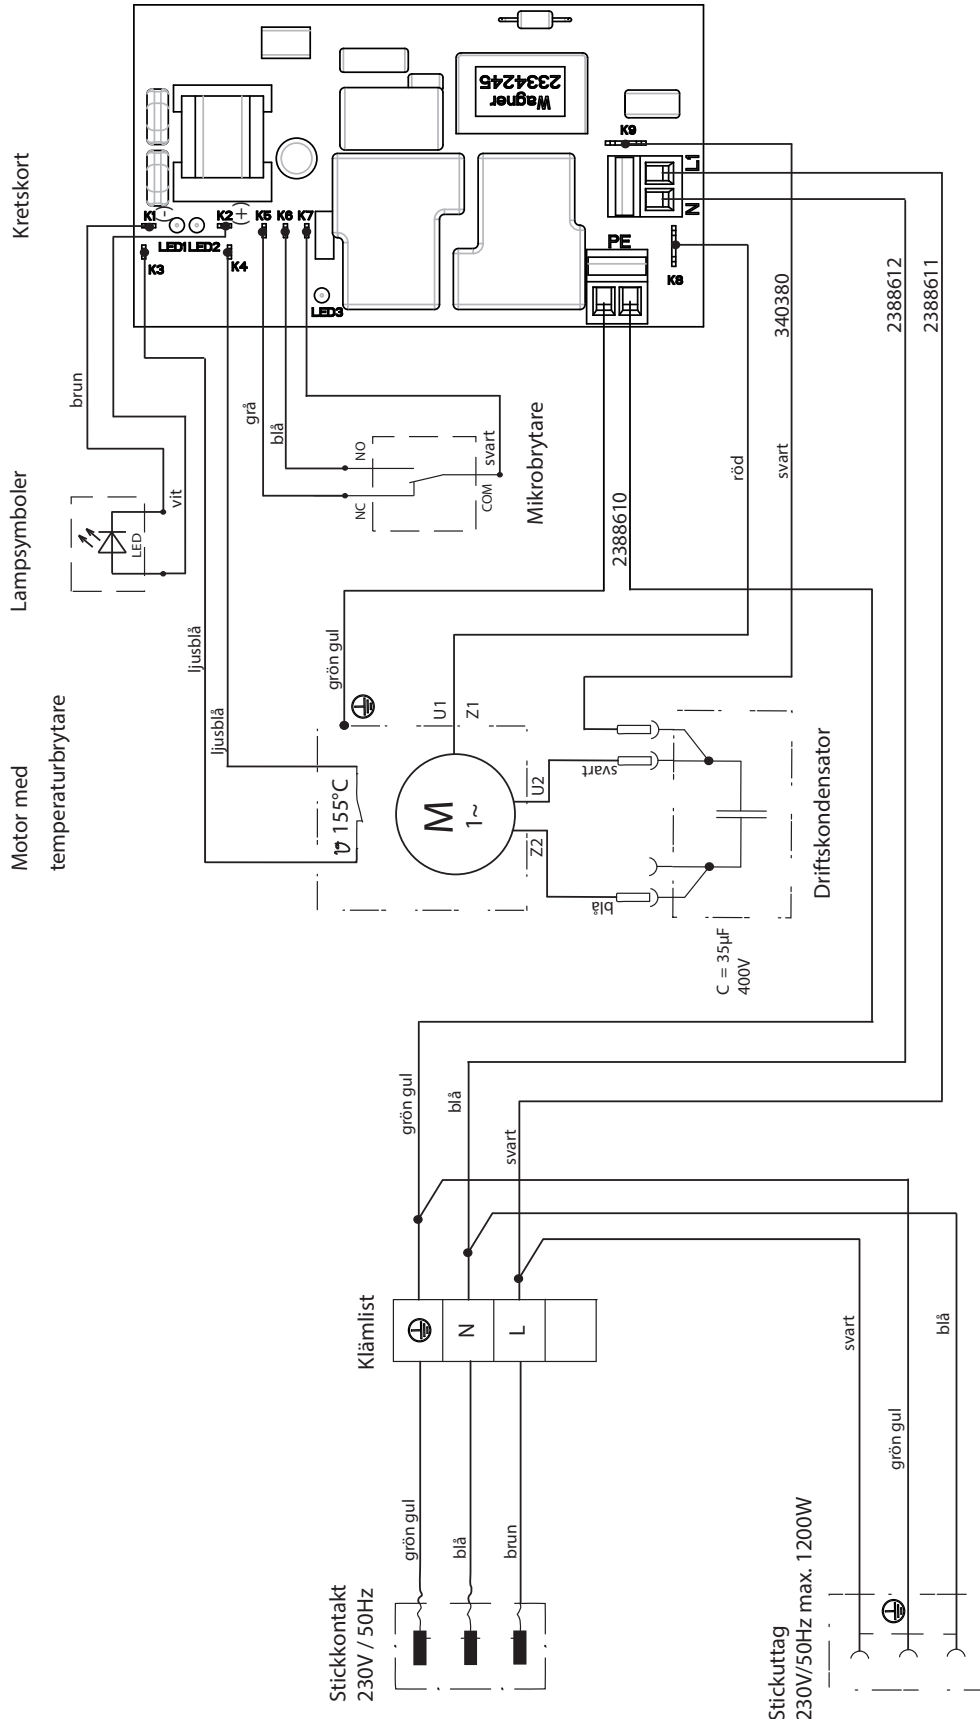 Kretskort
Lampsymboler
Motor med
temperaturbrytare
Wagner
2334245
K9
L1
N
K1
(-)
K2
(+)
K5
K6
K7
LED1
LED2
K3
K4
LED3
PE
K8
brun
vit
LED
grå
blå
svart
NO
NC
COM
Mikrobrytare
340380
2388612
2388611
2388610
röd
svart
ljusblå
ljusblå
grön gul
ϑ 155°C
M
1~
U1
Z1
U2
Z2
svart
blå
Driftskondensator
C = 35µF
400V
grön gul
blå
svart
Klämlist
N
L
grön gul
blå
brun
svart
grön gul
blå
Stickkontakt
230V / 50Hz
Stickuttag
230V/50Hz max. 1200W